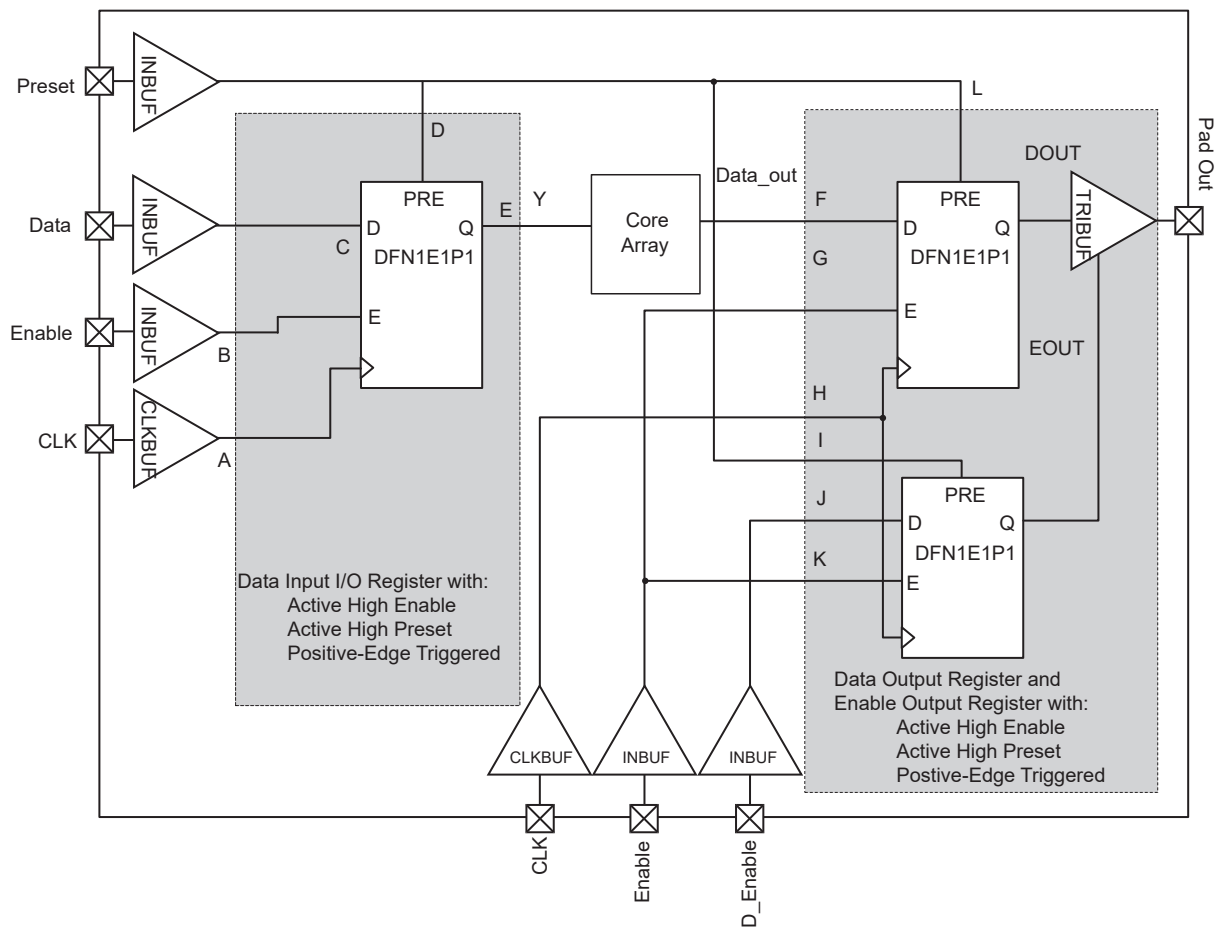 Preset
INBUF
L
D
Pad Out
DOUT
Data
INBUF
PRE
D
Q
C
DFN1E1P1
E
E
Y
Core
Array
Data_out
F
G
PRE
D
Q
DFN1E1P1
E
TRIBUF
EOUT
Enable
INBUF
B
CLK
CLKBUF
A
H
I
J
K
PRE
D
Q
DFN1E1P1
E
Data Input I/O Register with:
Active High Enable
Active High Preset
Positive-Edge Triggered
Data Output Register and
Enable Output Register with:
Active High Enable
Active High Preset
Postive-Edge Triggered
CLKBUF
INBUF
INBUF
CLK
Enable
D_Enable